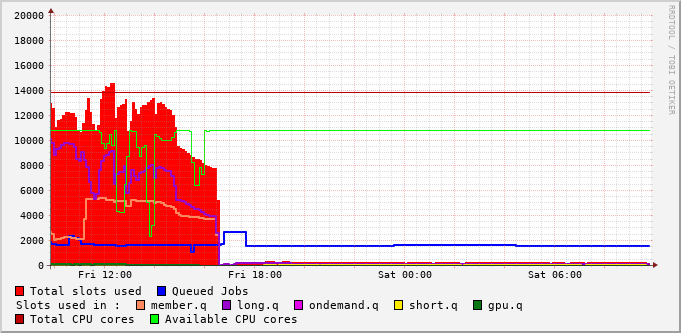 20000
18000
16000
14000
12000
10000
8000
6000
4000
2000
0
Fri 12:00 Fri 18:00 Sat 00:00 Sat 06:00
RRDTOOL / TOBI OETIKER
Total slots used Queued Jobs
Slots used in : member.q long.q ondemand.q short.q gpu.q
Total CPU cores Available CPU cores